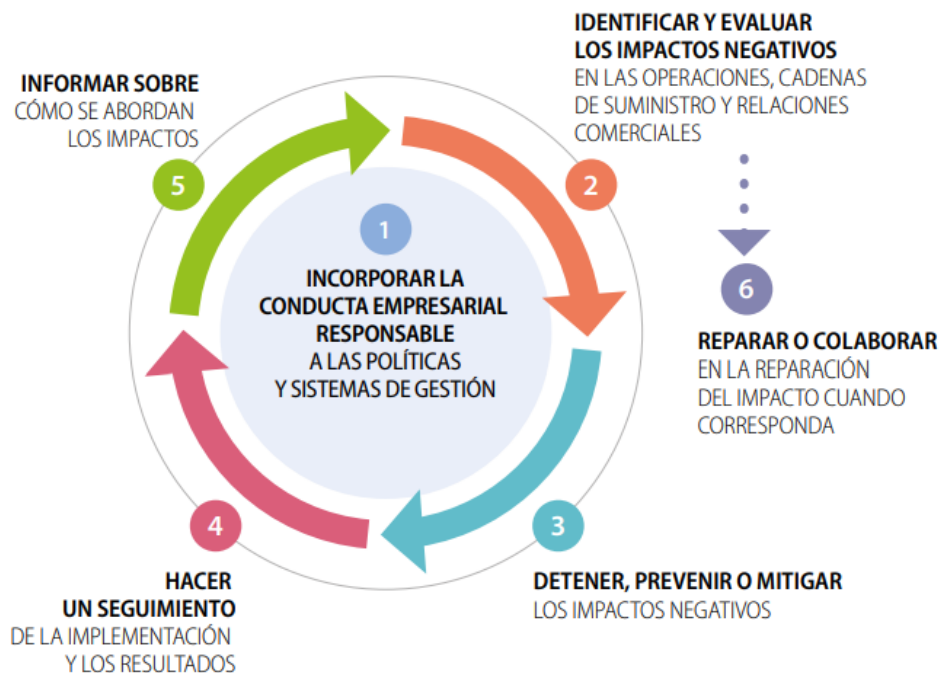 1
INCORPORAR LA
CONDUCTA EMPRESARIAL
RESPONSABLE
A LAS POLÍTICAS
Y SISTEMAS DE GESTIÓN
2
IDENTIFICAR Y EVALUAR
LOS IMPACTOS NEGATIVOS
EN LAS OPERACIONES, CADENAS
DE SUMINISTRO Y RELACIONES
COMERCIALES
3
DETENER, PREVENIR O MITIGAR
LOS IMPACTOS NEGATIVOS
4
HACER
UN SEGUIMIENTO
DE LA IMPLEMENTACIÓN
Y LOS RESULTADOS
5
INFORMAR SOBRE
CÓMO SE ABORDAN
LOS IMPACTOS
6
REPARAR O COLABORAR
EN LA REPARACIÓN
DEL IMPACTO CUANDO
CORRESPONDA